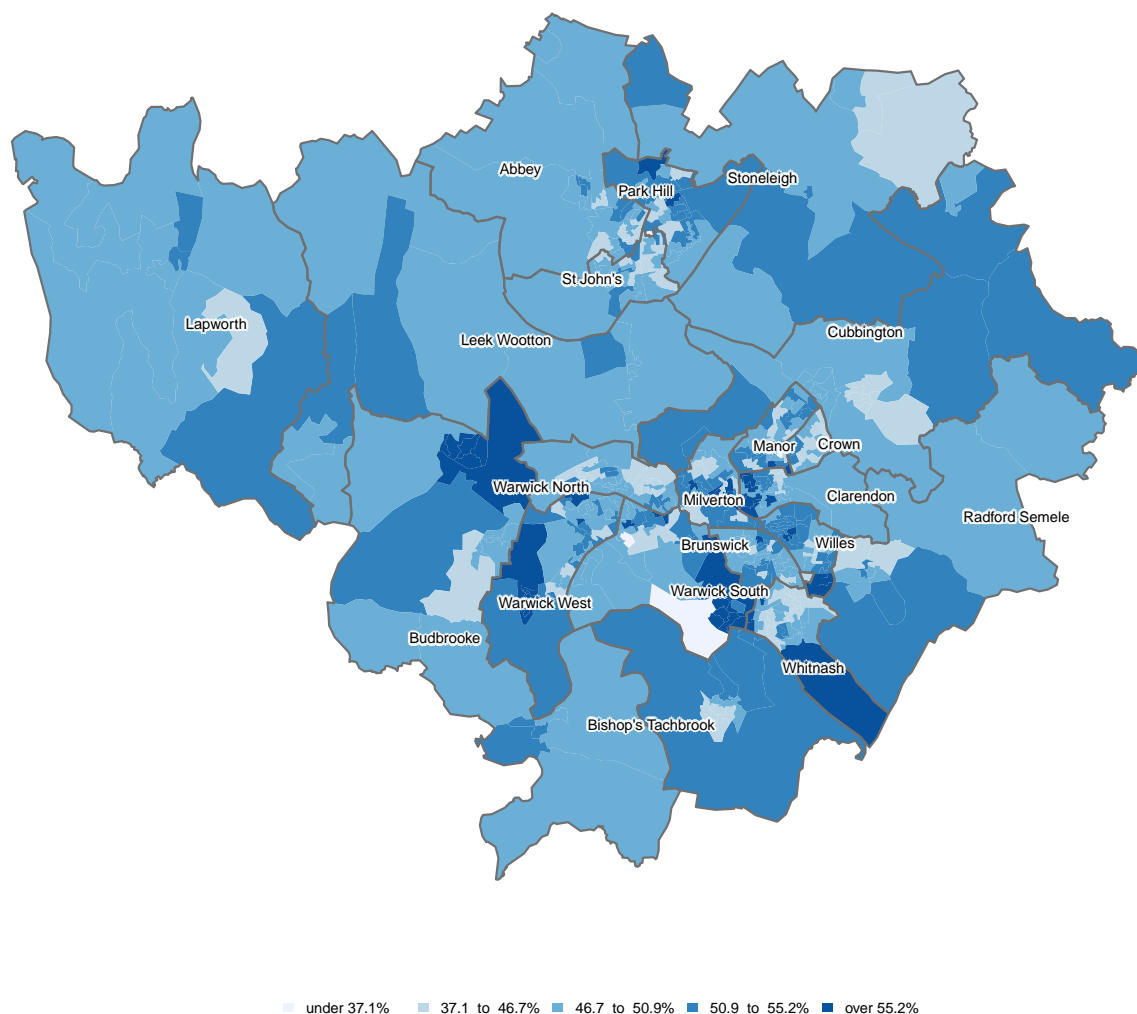 Abbey
Park Hill
Stoneleigh
St John's
Lapworth
Leek Wootton
Cubbington
Manor
Crown
Warwick North
Milverton
Clarendon
Radford Semele
Brunswick
Willes
Warwick South
Warwick West
Budbrooke
Whitnash
Bishop's Tachbrook
under 37.1% 37.1 to 46.7% 46.7 to 50.9% 50.9 to 55.2% over 55.2%